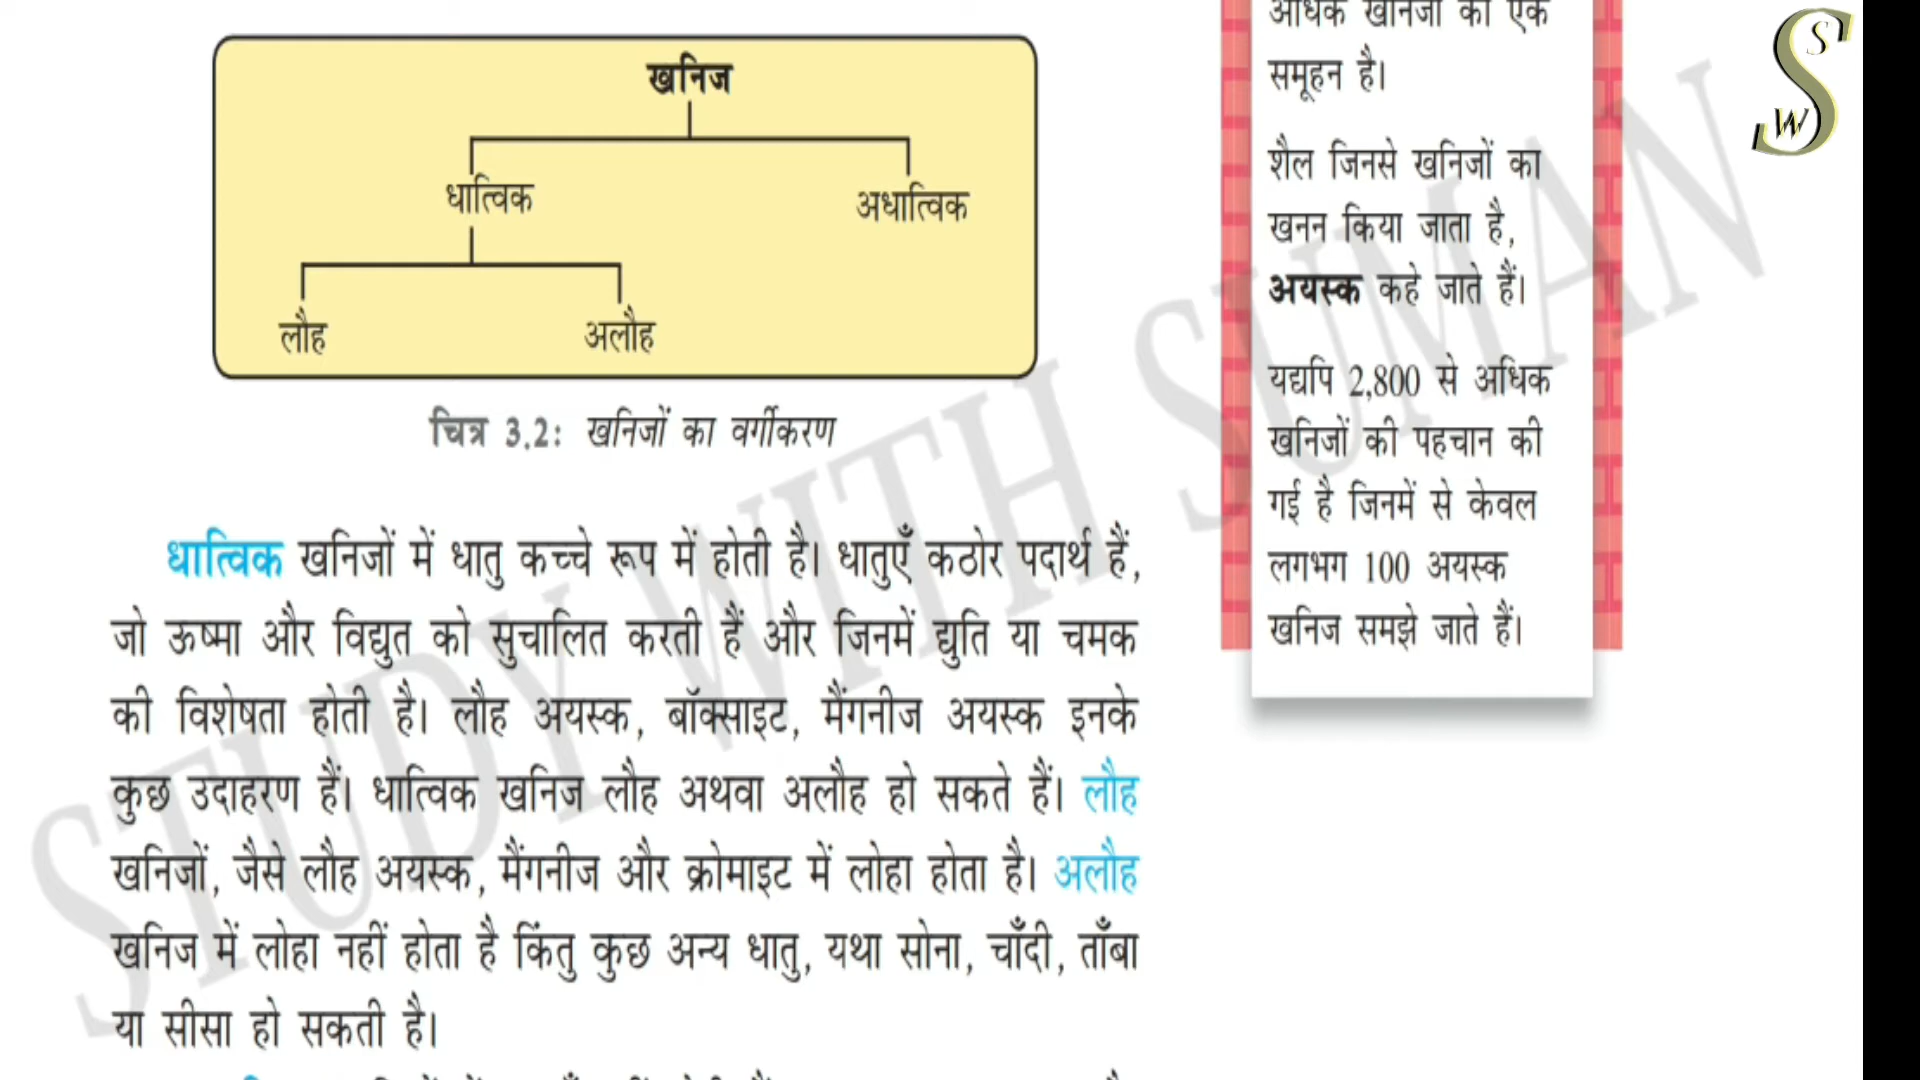 खनिज
धात्विक
अधात्विक
लौह
अलौह
चित्र 3.2: खनिजों का वर्गीकरण
धात्विक खनिजों में धातु कच्चे रूप में होती है। धातुएँ कठोर पदार्थ हैं,
जो ऊष्मा और विद्युत को सुचालित करती हैं और जिनमें द्युति या चमक
की विशेषता होती है। लौह अयस्क, बॉक्साइट, मैंगनीज अयस्क इनके
कुछ उदाहरण हैं। धात्विक खनिज लौह अथवा अलौह हो सकते हैं। लौह
खनिजों, जैसे लौह अयस्क, मैंगनीज और क्रोमाइट में लोहा होता है। अलौह
खनिज में लोहा नहीं होता है किंतु कुछ अन्य धातु, यथा सोना, चाँदी, ताँबा
या सीसा हो सकती है।
अधिक खनिजों का एक
समूहन है।
शैल जिनसे खनिजों का
खनन किया जाता है,
अयस्क कहे जाते हैं।
यद्यपि 2,800 से अधिक
खनिजों की पहचान की
गई है जिनमें से केवल
लगभग 100 अयस्क
खनिज समझे जाते हैं।
STUDY WITH SUMAN
S
S
W